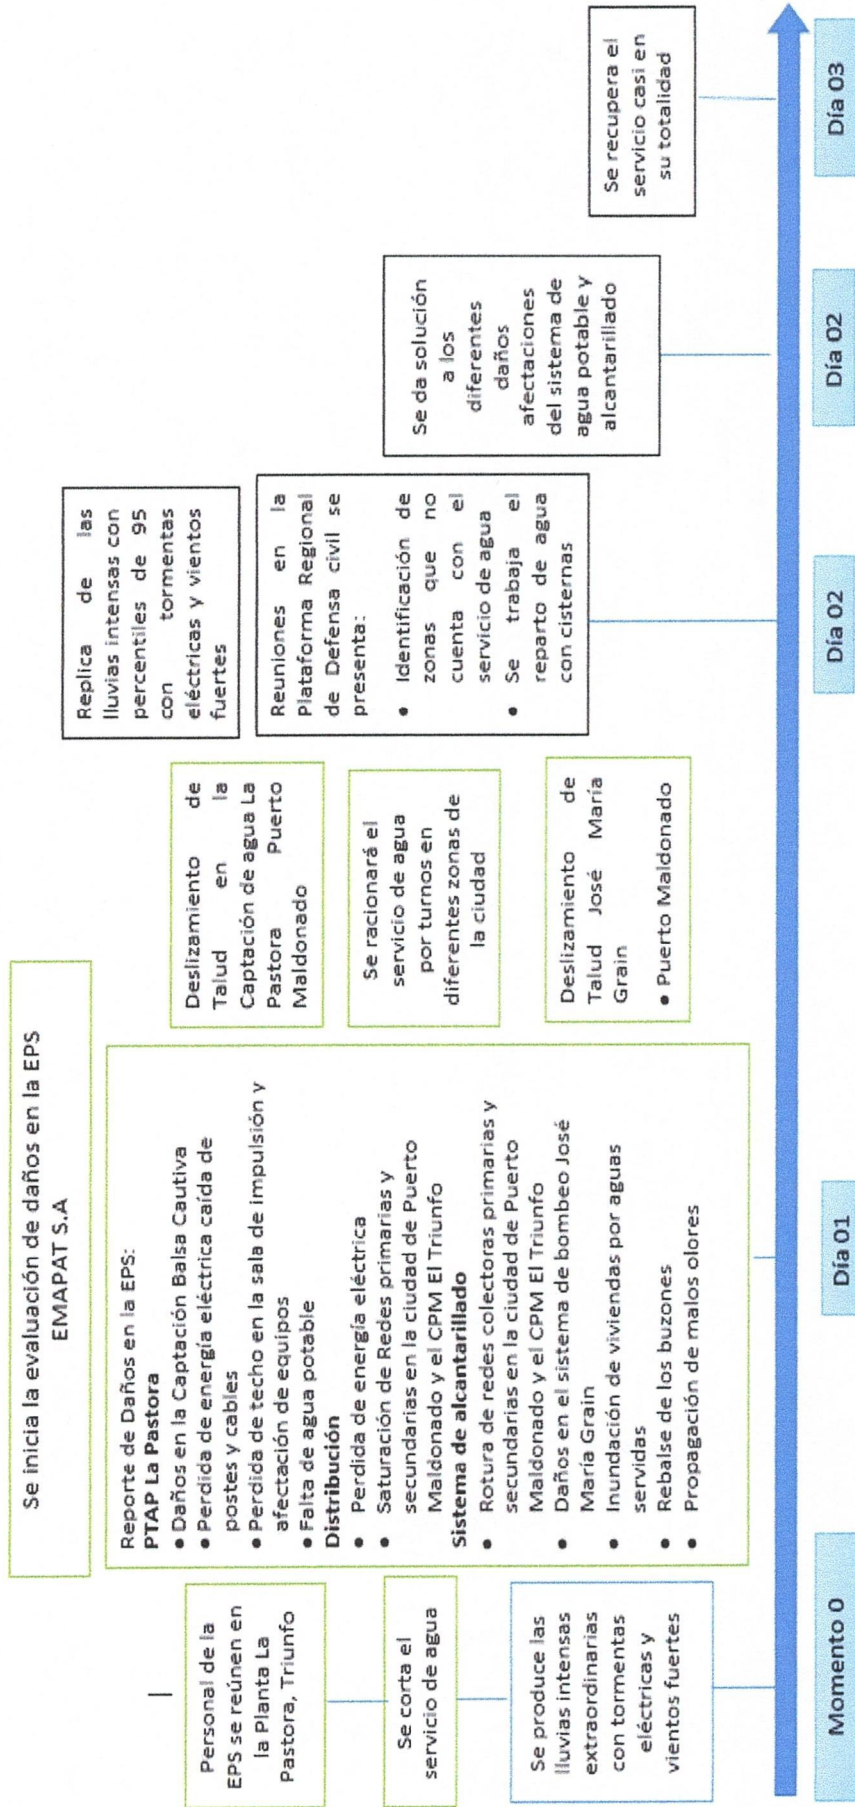 Se inicia la evaluación de daños en la EPS
EMAPAT S.A
Personal de la
EPS se reúnen en
la Planta La
Pastora, Triunfo
Se corta el
servicio de agua
Se produce las
lluvias intensas
extraordinarias
con tormentas
eléctricas y
vientos fuertes
Momento 0
Reporte de Daños en la EPS:
PTAP La Pastora
• Daños en la Captación Balsa Cautiva
• Perdida de energía eléctrica caída de
postes y cables
• Perdida de techo en la sala de impulsión y
afectación de equipos
• Falta de agua potable
Distribución
• Perdida de energía eléctrica
• Saturación de Redes primarias y
secundarias en la ciudad de Puerto
Maldonado y el CPM El Triunfo
Sistema de alcantarillado
• Rotura de redes colectoras primarias y
secundarias en la ciudad de Puerto
Maldonado y el CPM El Triunfo
• Daños en el sistema de bombeo José
María Grain
• Inundación de viviendas por aguas
servidas
• Rebalse de los buzones
• Propagación de malos olores
Día 01
Deslizamiento de
Talud en la
Captación de agua La
Pastora Puerto
Maldonado
Se racionará el
servicio de agua
por turnos en
diferentes zonas de
la ciudad
Deslizamiento de
Talud José María
Grain
• Puerto Maldonado
Replica de las
lluvias intensas con
percentiles de 95
con tormentas
eléctricas y vientos
fuertes
Reuniones en la
Plataforma Regional
de Defensa civil se
presenta:
• Identificación de
zonas que no
cuenta con el
servicio de agua
• Se trabaja el
reparto de agua
con cisternas
Día 02
Se da solución
a los
diferentes
daños
afectaciones
del sistema de
agua potable y
alcantarillado
Día 02
Se recupera el
servicio casi en
su totalidad
Día 03